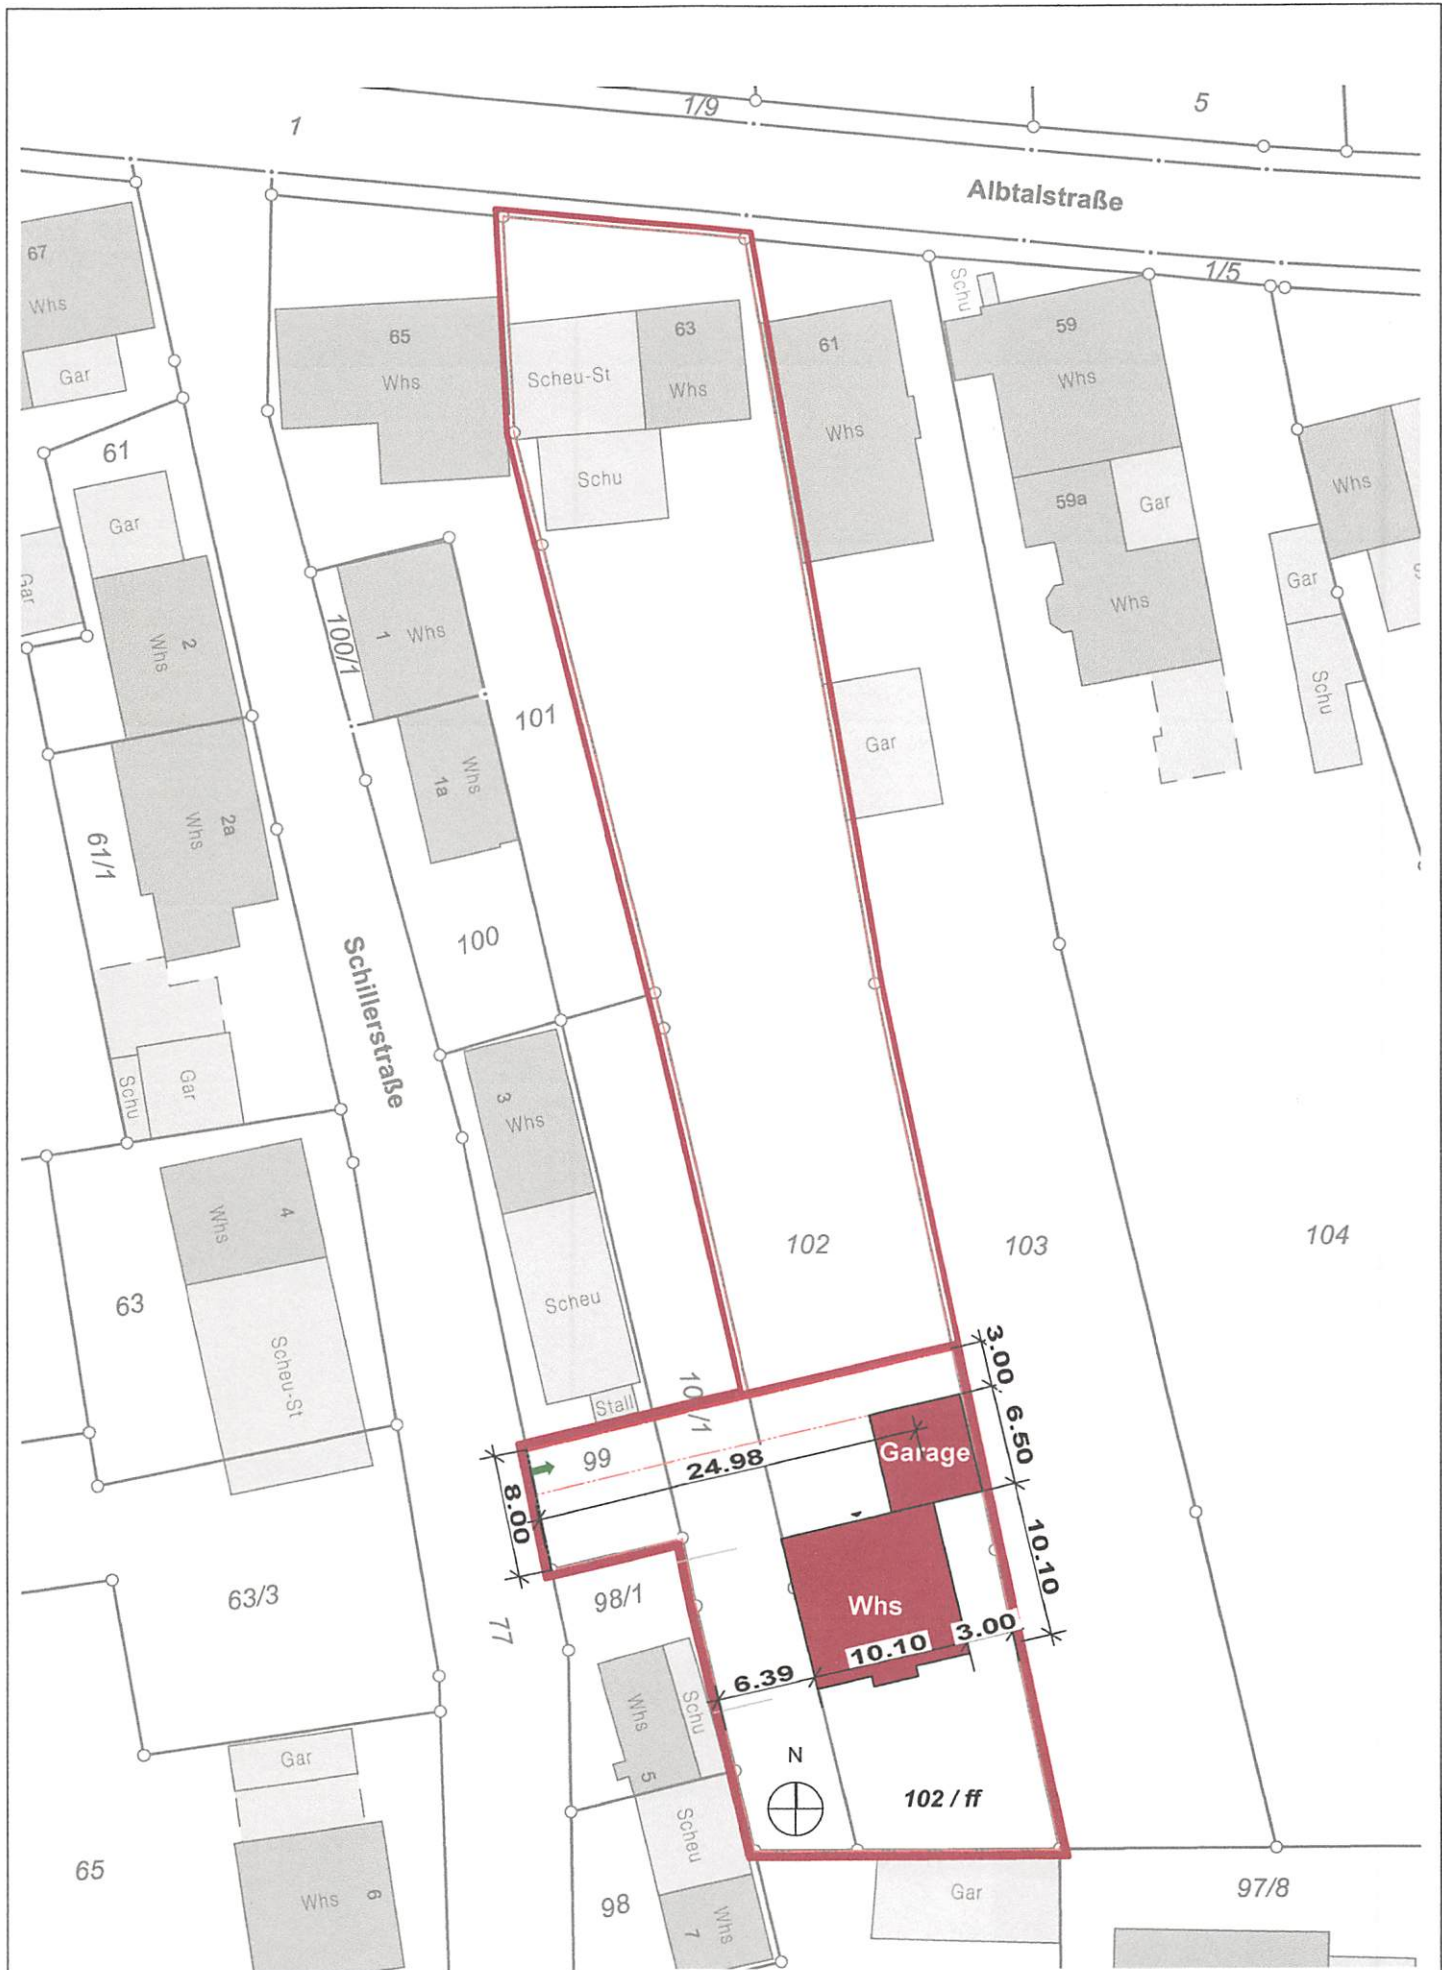 1
1/9
5
Albtalstraße
1/5
67
Whs
Gar
65
Whs
Scheu-St
63
Whs
Schu
61
Whs
Schu
59
Whs
59a
Gar
Whs
Whs
Gar
Schu
61
Gar
Gar
2
Whs
100/1
1
Whs
101
1a
Whs
Gar
61/1
2a
Whs
100
Schillerstraße
Schu
Gar
3
Whs
Scheu
Stall
4
Whs
Scheu-St
63
102
103
104
3.00
6.50
10.10
99
24.98
8.00
Garage
Whs
10.10
3.00
6.39
63/3
77
98/1
Whs
5
Schu
Scheu
N
102 / ff
Gar
Whs
6
65
98
7
Whs
Gar
97/8